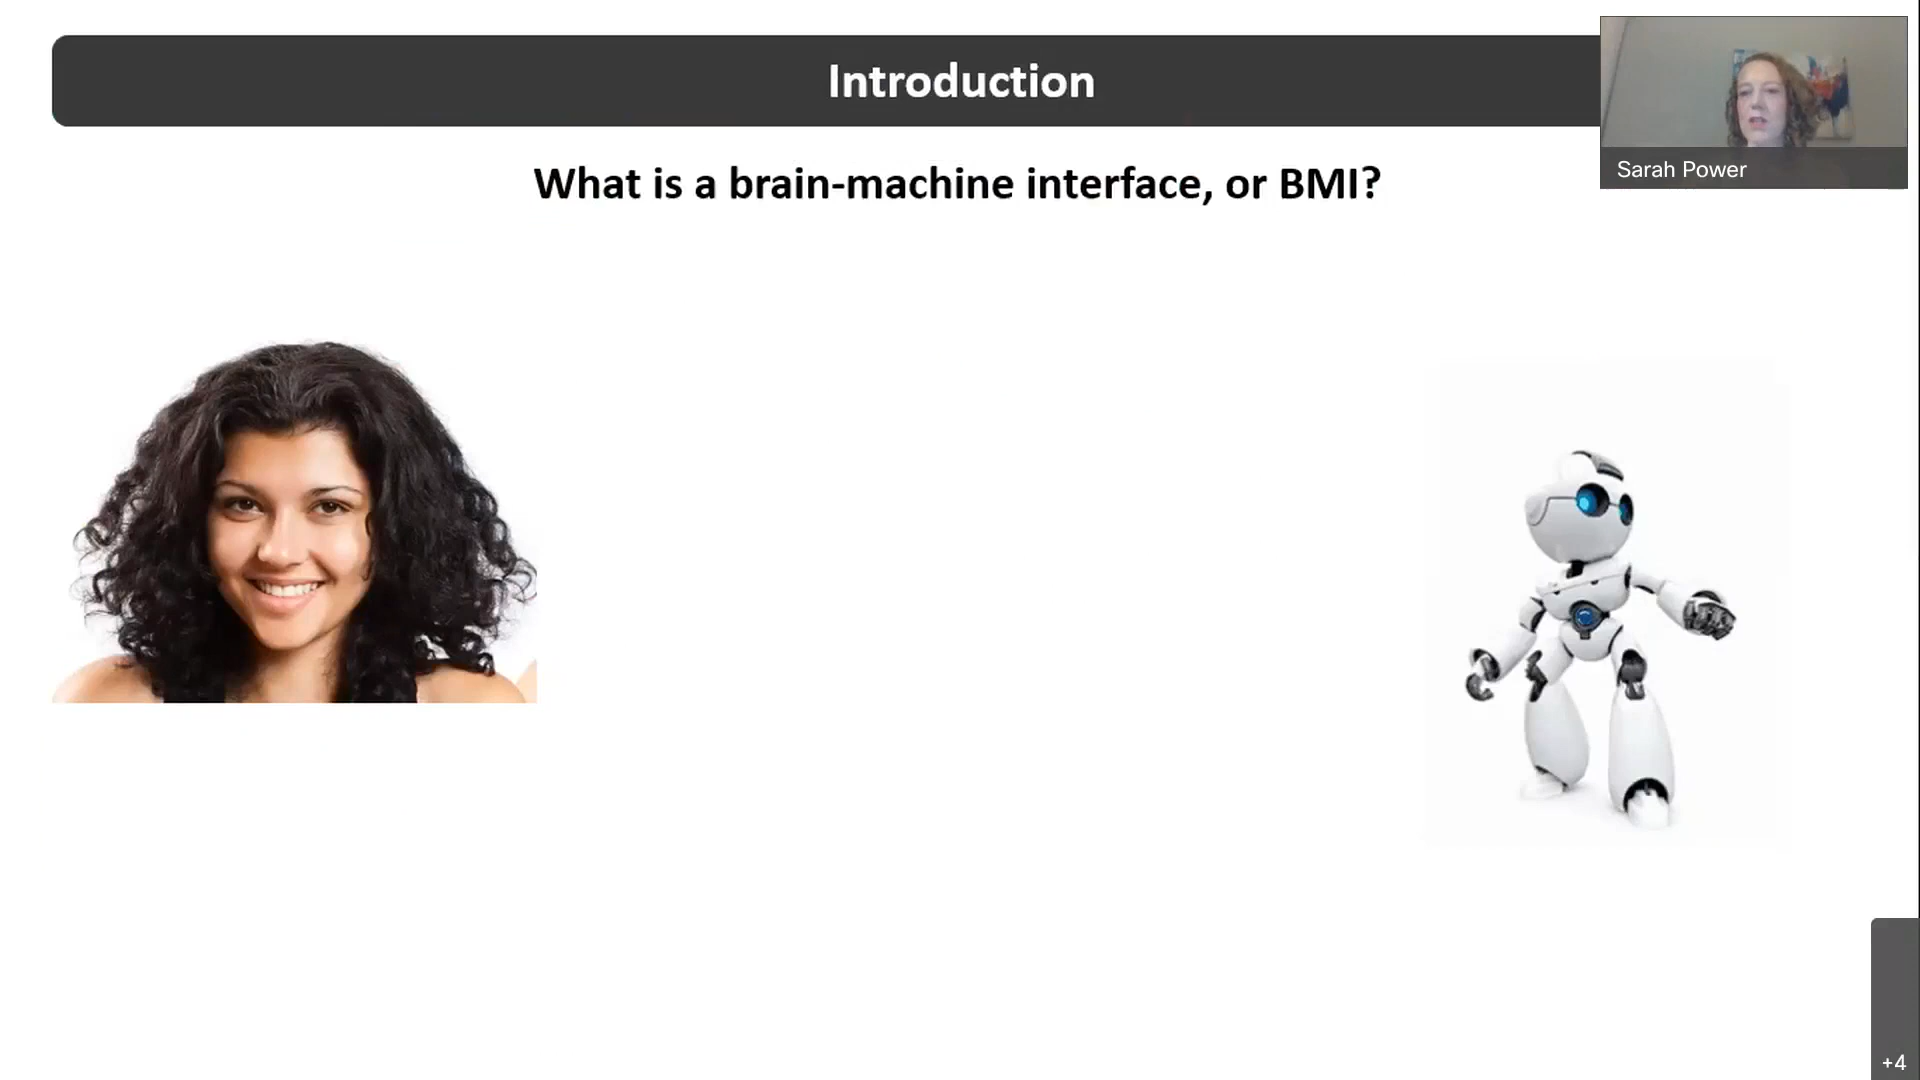 Introduction
Sarah Power
What is a brain-machine interface, or BMI?
+4